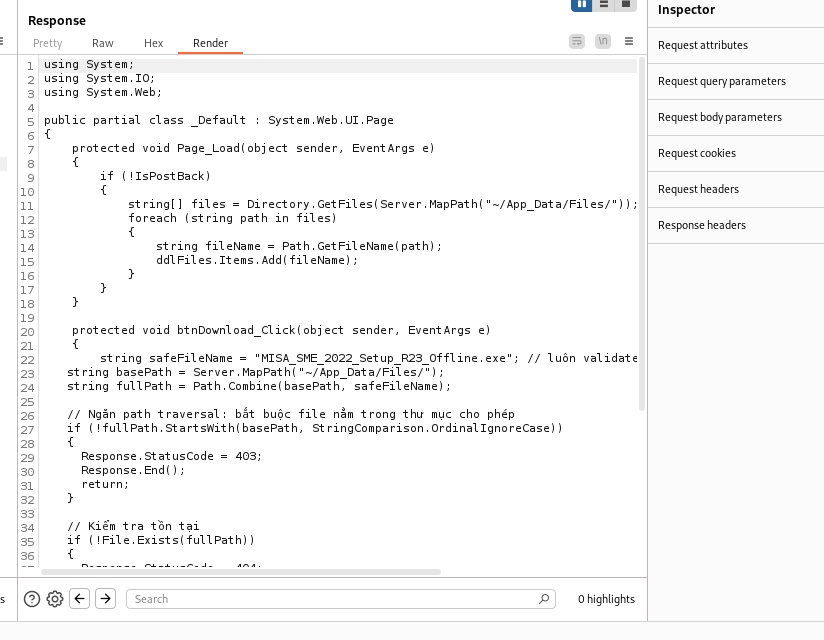 Response
Pretty Raw Hex Render
\n
1 using System;
2 using System.IO;
3 using System.Web;
4
5 public partial class _Default : System.Web.UI.Page
6 {
7     protected void Page_Load(object sender, EventArgs e)
8     {
9         if (!IsPostBack)
10         {
11             string[] files = Directory.GetFiles(Server.MapPath("~/App_Data/Files/"));
12             foreach (string path in files)
13             {
14                 string fileName = Path.GetFileName(path);
15                 ddlFiles.Items.Add(fileName);
16             }
17         }
18     }
19
20     protected void btnDownload_Click(object sender, EventArgs e)
21     {
22         string safeFileName = "MISA_SME_2022_Setup_R23_Offline.exe"; // luôn validate
23    string basePath = Server.MapPath("~/App_Data/Files/");
24    string fullPath = Path.Combine(basePath, safeFileName);
25
26    // Ngăn path traversal: bắt buộc file nằm trong thư mục cho phép
27    if (!fullPath.StartsWith(basePath, StringComparison.OrdinalIgnoreCase))
28    {
29      Response.StatusCode = 403;
30      Response.End();
31      return;
32    }
33
34    // Kiểm tra tồn tại
35    if (!File.Exists(fullPath))
36    {
Search
0 highlights
Inspector
Request attributes
Request query parameters
Request body parameters
Request cookies
Request headers
Response headers